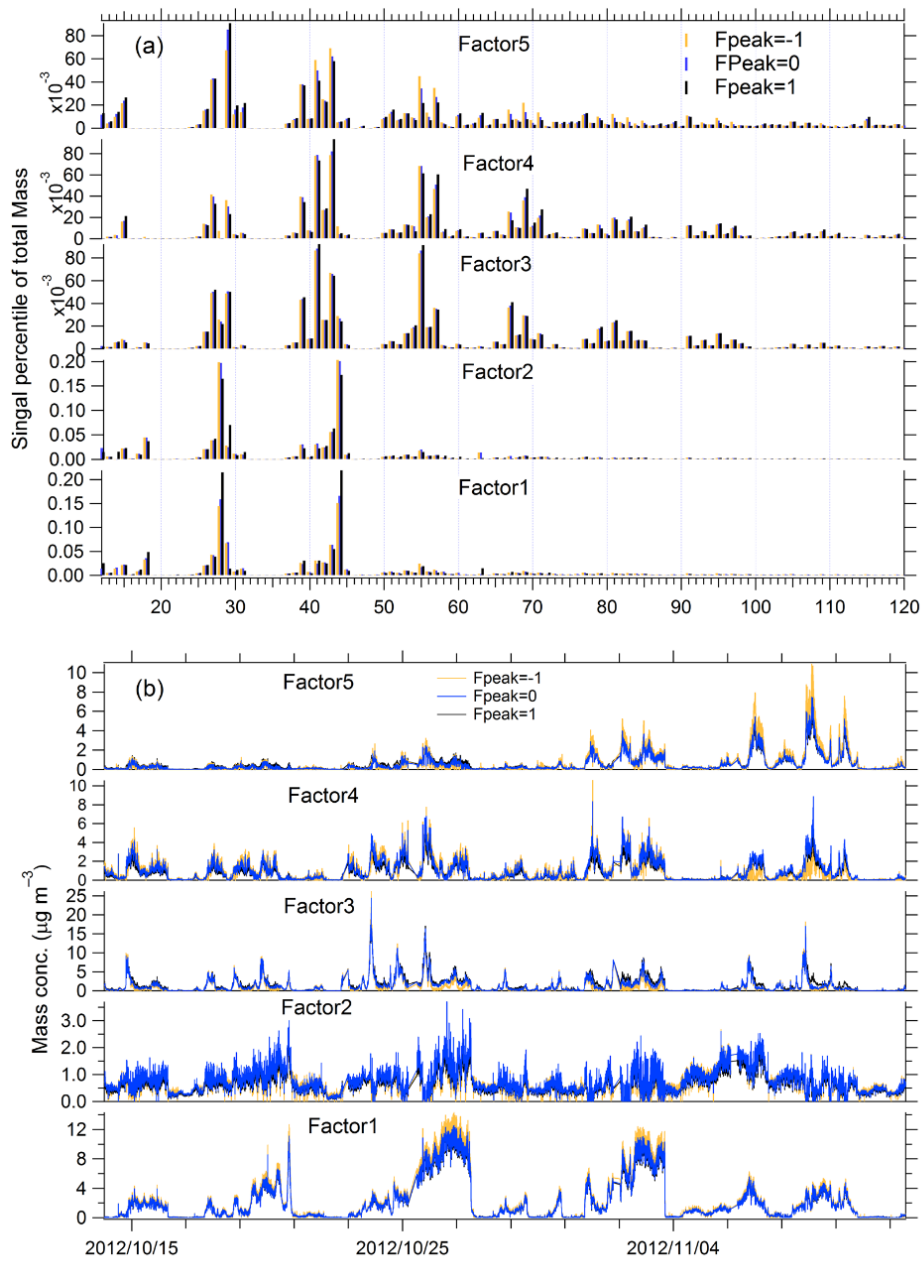 (a)
Factor5
Fpeak=-1
FPeak=0
Fpeak=1
80
60
40
20
0
x10-3
Factor4
80
60
40
20
0
x10-3
Factor3
80
60
40
20
0
x10-3
Factor2
0.20
0.15
0.10
0.05
0.00
Factor1
0.20
0.15
0.10
0.05
0.00
Singal percentile of total Mass
20 30 40 50 60 70 80 90 100 110 120
(b)
Factor5
Fpeak=-1
Fpeak=0
Fpeak=1
10
8
6
4
2
0
Factor4
10
8
6
4
2
0
Factor3
25
20
15
10
5
0
Factor2
3.0
2.0
1.0
0.0
Factor1
12
8
4
0
Mass conc. (μg m−3)
2012/10/15 2012/10/25 2012/11/04